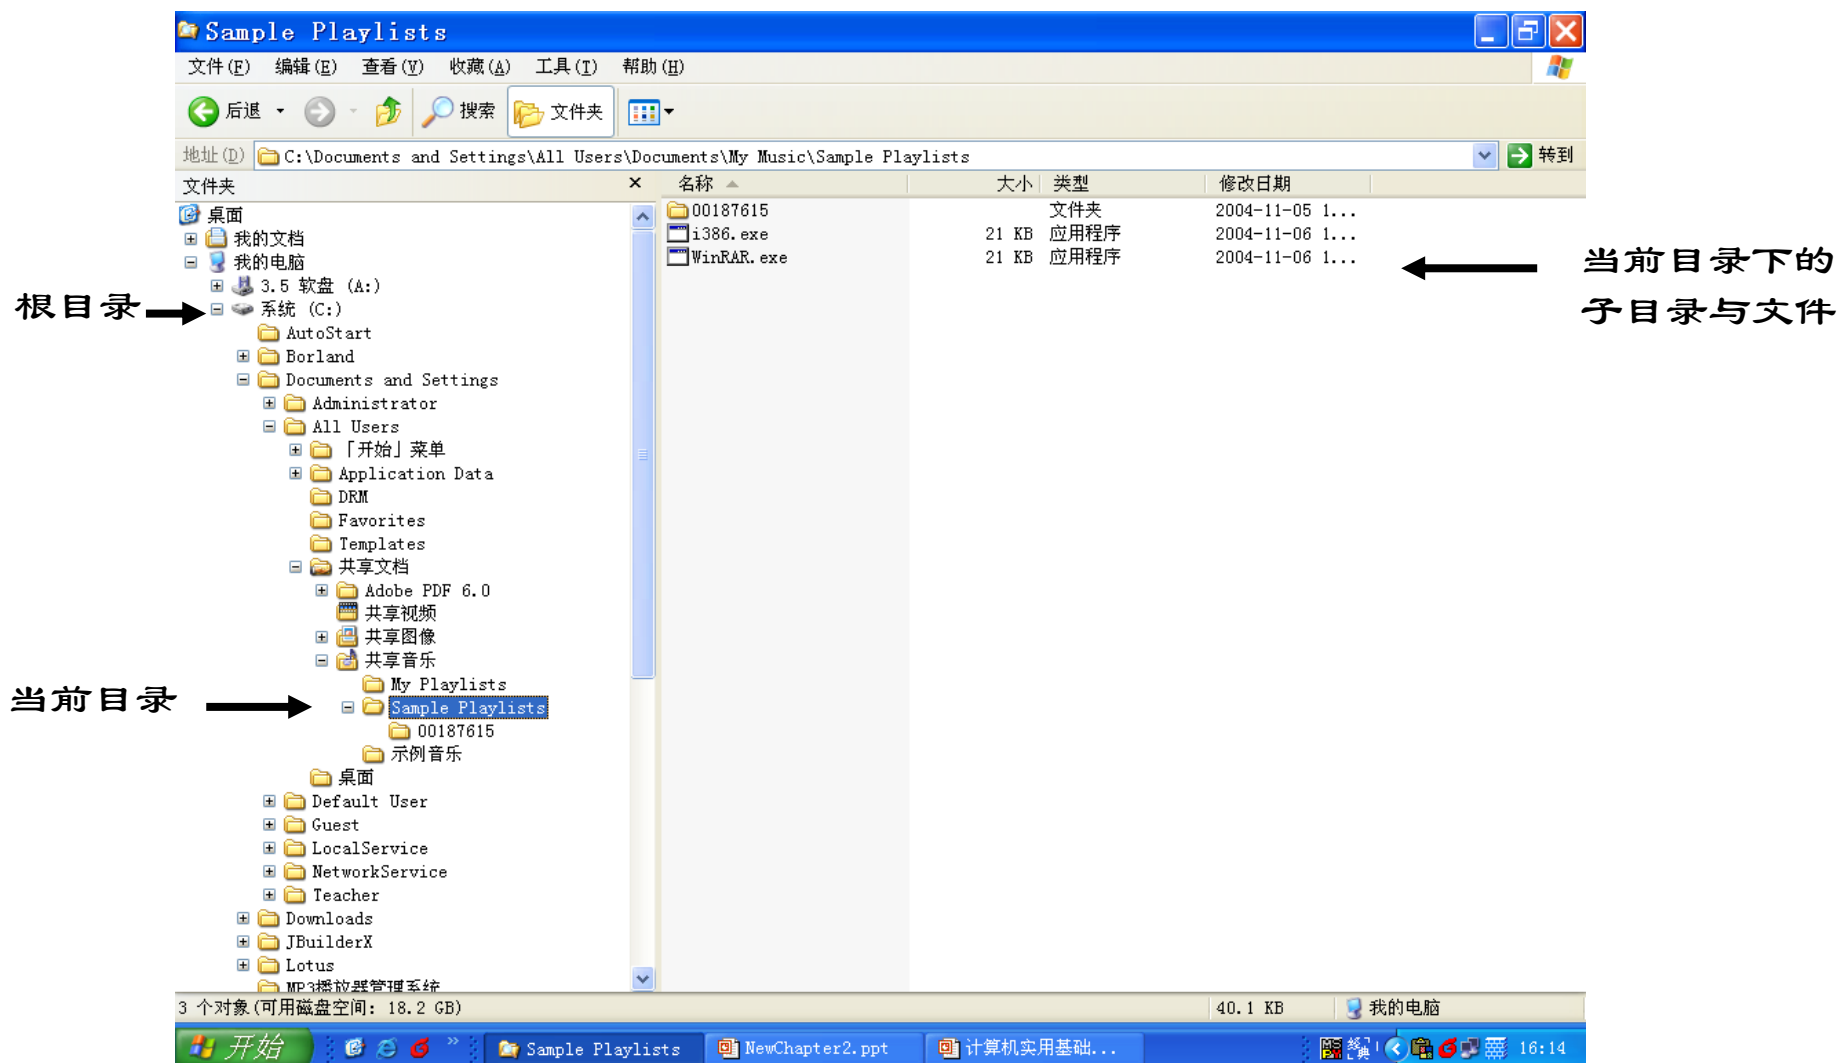 Sample Playlists
文件(F) 编辑(E) 查看(V) 收藏(A) 工具(T) 帮助(H)
后退 搜索 文件夹
地址(D) C:\Documents and Settings\All Users\Documents\My Music\Sample Playlists 转到
文件夹 × 名称 大小 类型 修改日期
桌面
我的文档
我的电脑
3.5 软盘 (A:)
系统 (C:)
AutoStart
Borland
Documents and Settings
Administrator
All Users
「开始」菜单
Application Data
DRM
Favorites
Templates
共享文档
Adobe PDF 6.0
共享视频
共享图像
共享音乐
My Playlists
Sample Playlists
00187615
示例音乐
桌面
Default User
Guest
LocalService
NetworkService
Teacher
Downloads
JBuilderX
Lotus
MP3播放器管理系统
00187615 文件夹 2004-11-05 1...
i386.exe 21 KB 应用程序 2004-11-06 1...
WinRAR.exe 21 KB 应用程序 2004-11-06 1...
根目录
当前目录
当前目录下的
子目录与文件
3 个对象(可用磁盘空间: 18.2 GB) 40.1 KB 我的电脑
开始 Sample Playlists NewChapter2.ppt 计算机实用基础... 16:14